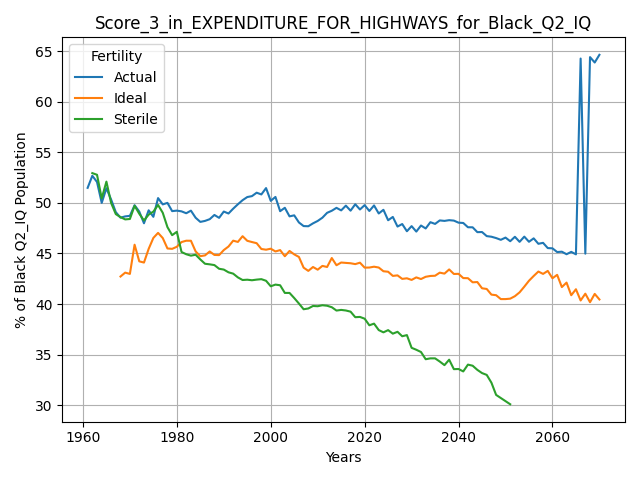 Score_3_in_EXPENDITURE_FOR_HIGHWAYS_for_Black_Q2_IQ
Fertility
Actual
Ideal
Sterile
% of Black Q2_IQ Population
65
60
55
50
45
40
35
30
1960 1980 2000 2020 2040 2060
Years